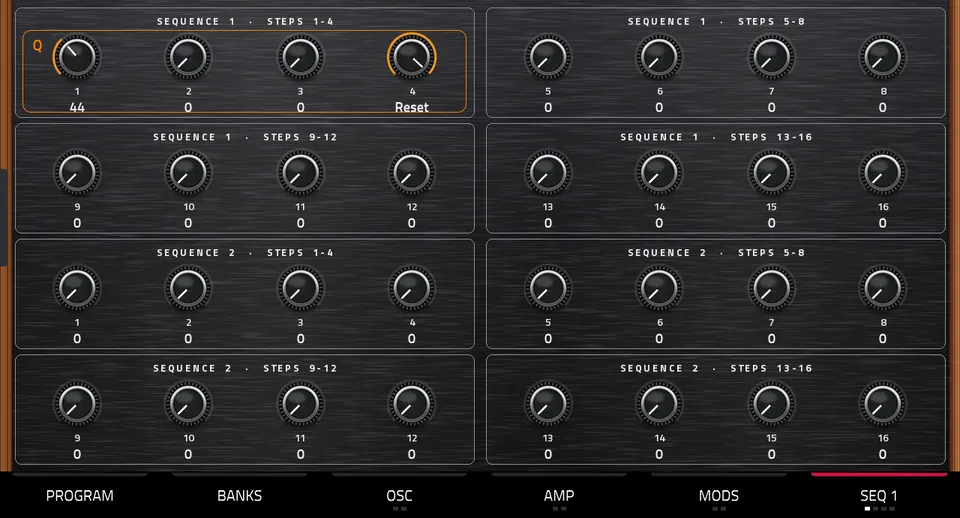 SEQUENCE 1 · STEPS 1-4
Q
1 2 3 4
44 0 0 Reset
SEQUENCE 1 · STEPS 5-8
5 6 7 8
0 0 0 0
SEQUENCE 1 · STEPS 9-12
9 10 11 12
0 0 0 0
SEQUENCE 1 · STEPS 13-16
13 14 15 16
0 0 0 0
SEQUENCE 2 · STEPS 1-4
1 2 3 4
0 0 0 0
SEQUENCE 2 · STEPS 5-8
5 6 7 8
0 0 0 0
SEQUENCE 2 · STEPS 9-12
9 10 11 12
0 0 0 0
SEQUENCE 2 · STEPS 13-16
13 14 15 16
0 0 0 0
PROGRAM BANKS OSC AMP MODS SEQ 1